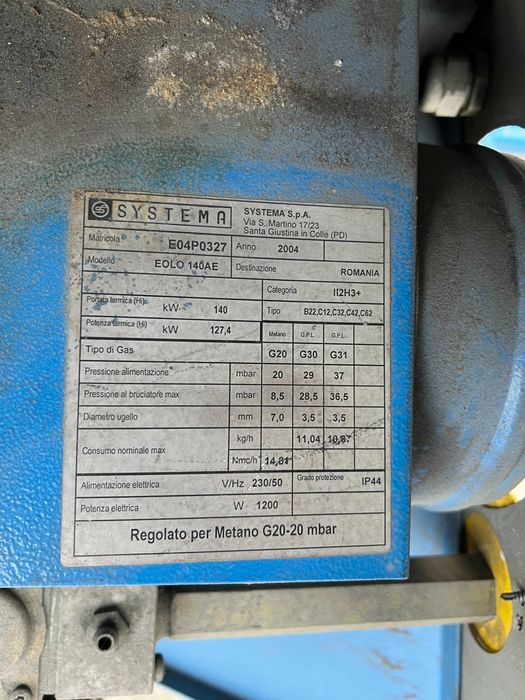 SYSTEMA
SYSTEMA S.p.A.
Via S. Martino 17/23
Santa Giustina in Colle (PD)
Matricola E04P0327 Anno 2004
Modello EOLO 140AE Destinazione ROMANIA
Categoria II2H3+
Portata termica (Hi) kW 140 Tipo B22,C12,C32,C42,C62
Potenza termica (Hi) kW 127,4 Metano G.P.L. G.P.L.
Tipo di Gas G20 G30 G31
Pressione alimentazione mbar 20 29 37
Pressione al bruciatore max mbar 8,5 28,5 36,5
Diametro ugello mm 7,0 3,5 3,5
Consumo nominale max kg/h 11,04 10,87
Nmc/h 14,81
Alimentazione elettrica V/Hz 230/50 Grado protezione IP44
Potenza elettrica W 1200
Regolato per Metano G20-20 mbar